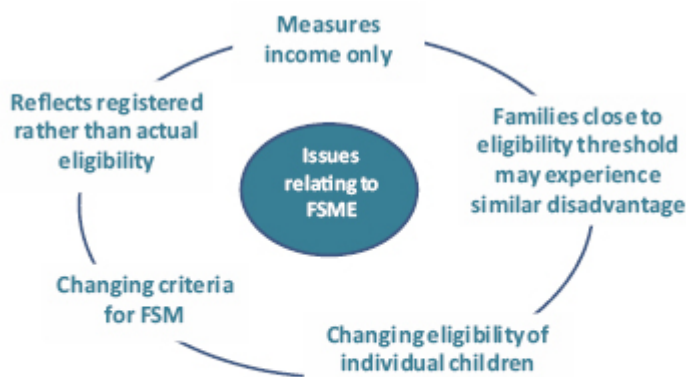 Measures
income only
Reflects registered
rather than actual
eligibility
Families close to
eligibility threshold
may experience
similar disadvantage
Issues
relating to
FSME
Changing criteria
for FSM
Changing eligibility of
individual children